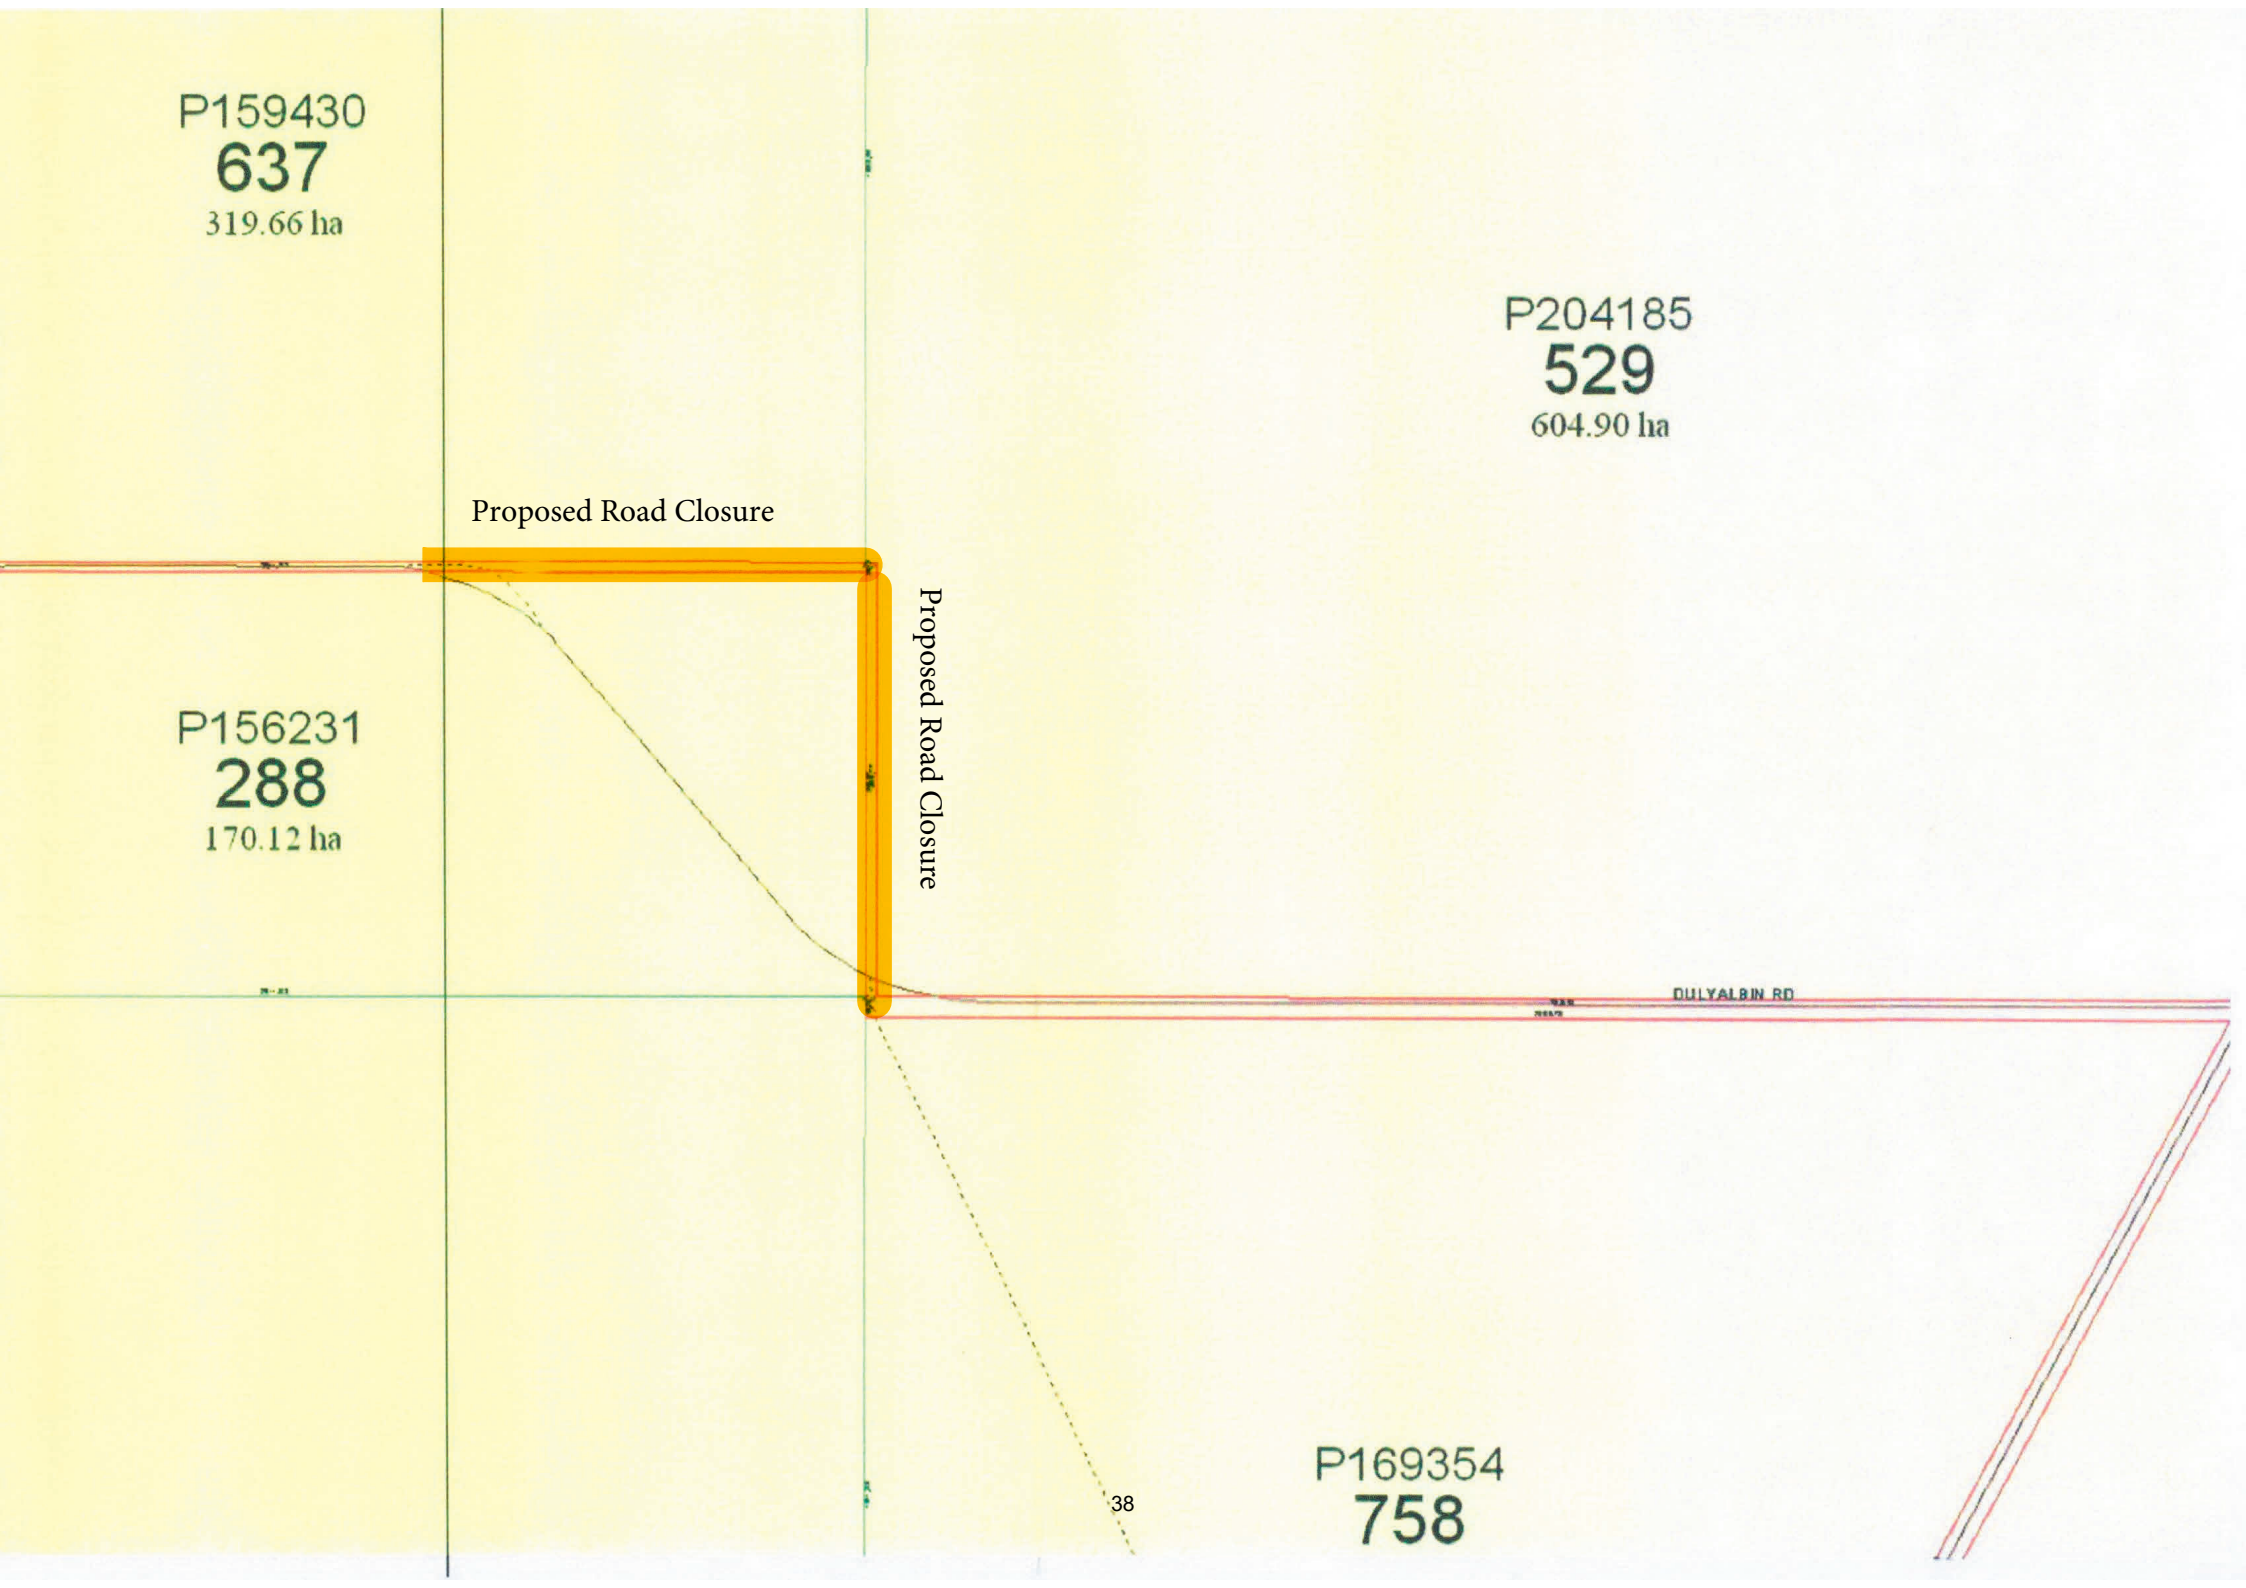 P159430
637
319.66 ha
P204185
529
604.90 ha
Proposed Road Closure
Proposed Road Closure
P156231
288
170.12 ha
DULYALBIN RD
P169354
758
38